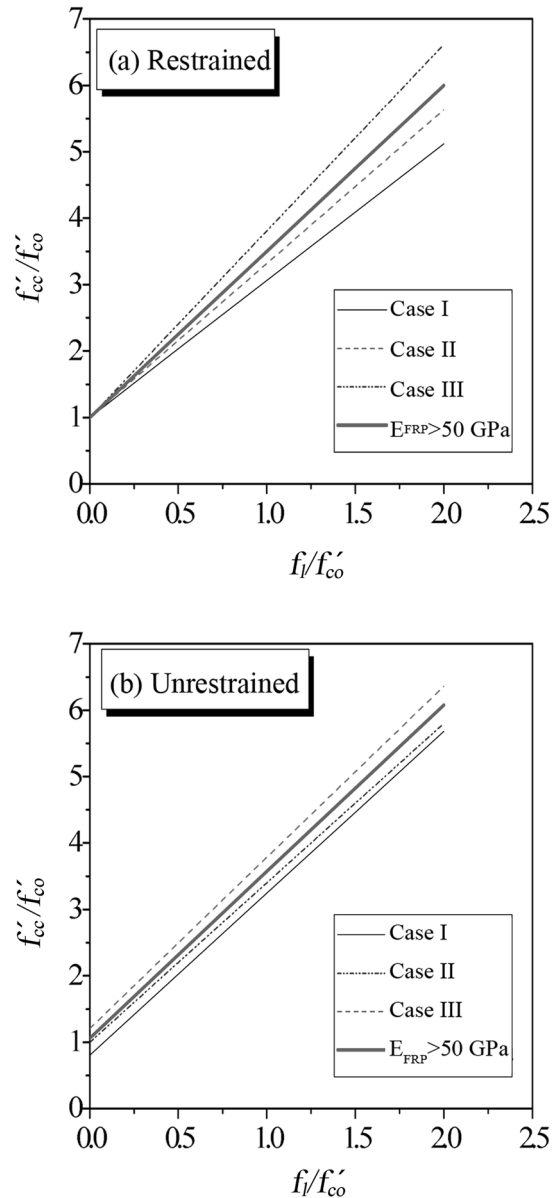 7
(a) Restrained
6
5
4
f′cc/f′co
3
Case I
2
Case II
Case III
1
EFRP>50 GPa
0
0.0 0.5 1.0 1.5 2.0 2.5
fl/f′co
7
(b) Unrestrained
6
5
4
f′cc/f′co
3
Case I
2
Case II
Case III
1
EFRP>50 GPa
0
0.0 0.5 1.0 1.5 2.0 2.5
fl/f′co